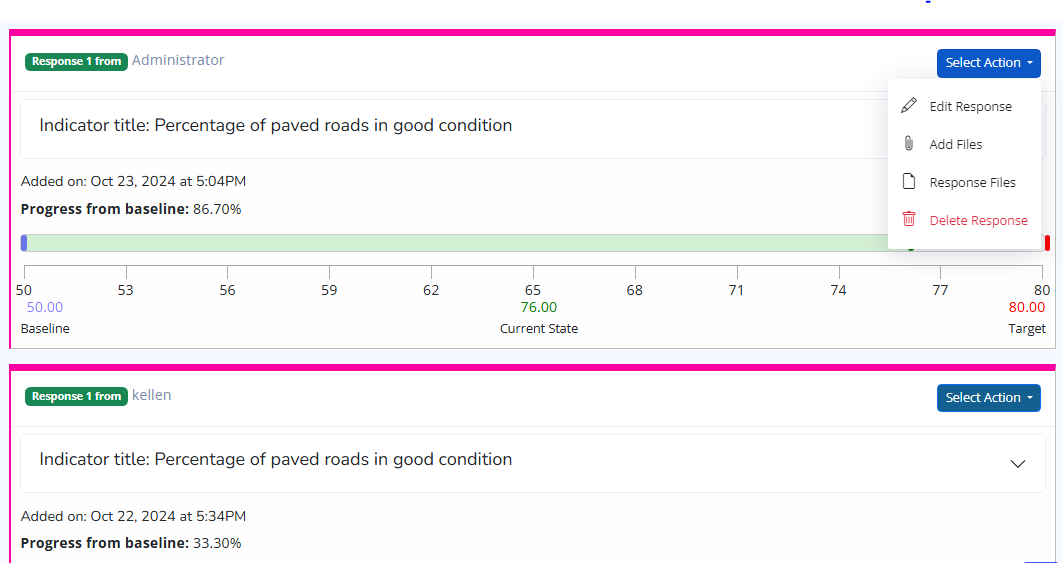 Response 1 from Administrator
Select Action
Edit Response
Add Files
Response Files
Delete Response
Indicator title: Percentage of paved roads in good condition
Added on: Oct 23, 2024 at 5:04PM
Progress from baseline: 86.70%
50 53 56 59 62 65 68 71 74 77 80
50.00 76.00 80.00
Baseline Current State Target
Response 1 from kellen
Select Action
Indicator title: Percentage of paved roads in good condition
Added on: Oct 22, 2024 at 5:34PM
Progress from baseline: 33.30%